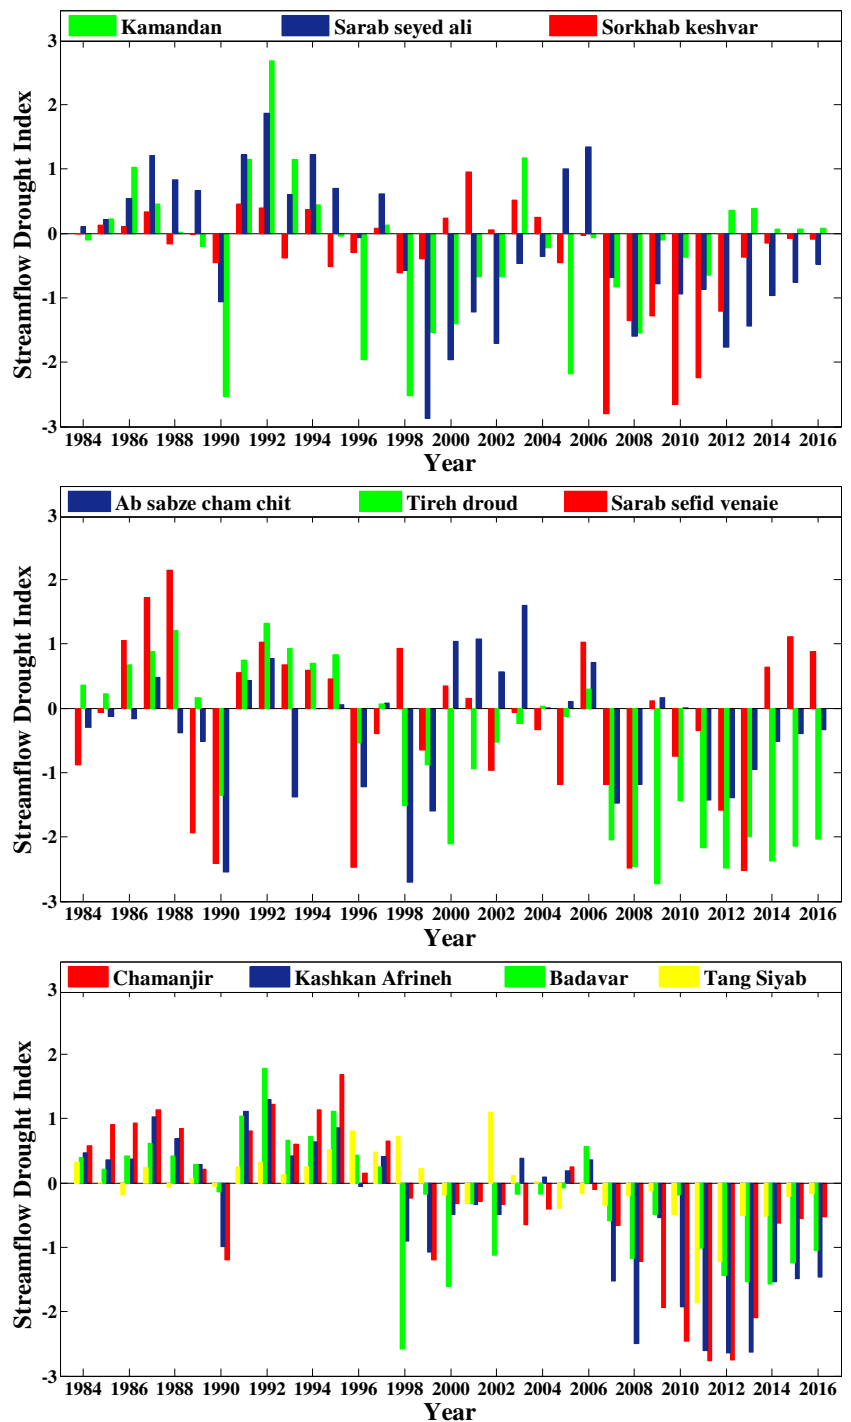 Kamandan Sarab seyed ali Sorkhab keshvar
Streamflow Drought Index
3
2
1
0
-1
-2
-3
1984 1986 1988 1990 1992 1994 1996 1998 2000 2002 2004 2006 2008 2010 2012 2014 2016
Year
Ab sabze cham chit Tireh droud Sarab sefid venaie
Streamflow Drought Index
3
2
1
0
-1
-2
-3
1984 1986 1988 1990 1992 1994 1996 1998 2000 2002 2004 2006 2008 2010 2012 2014 2016
Year
Chamanjir Kashkan Afrineh Badavar Tang Siyab
Streamflow Drought Index
3
2
1
0
-1
-2
-3
1984 1986 1988 1990 1992 1994 1996 1998 2000 2002 2004 2006 2008 2010 2012 2014 2016
Year